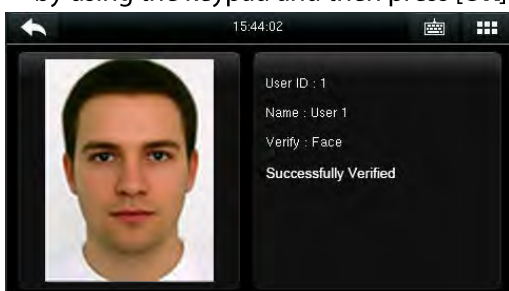 by using the keypad and then press [OK]
15:44:02
User ID : 1
Name : User 1
Verify : Face
Successfully Verified